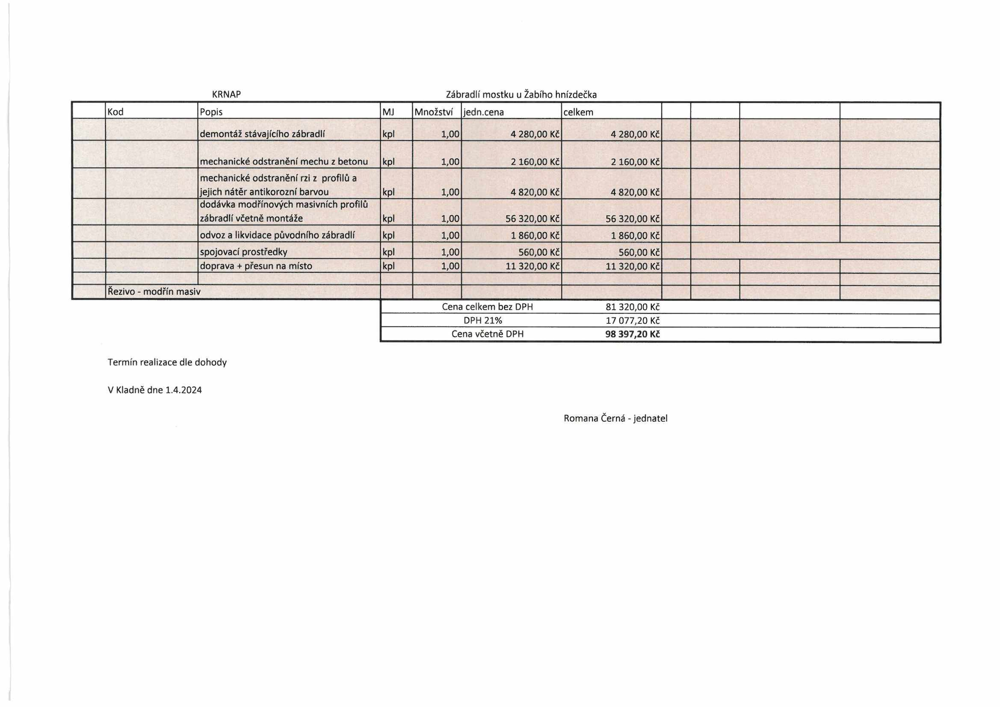 KRNAP Zábradlí mostku u Žabího hnízdečka
Kod Popis MJ Množství jedn.cena celkem
demontáž stávajícího zábradlí kpl 1,00 4 280,00 Kč 4 280,00 Kč
mechanické odstranění mechu z betonu kpl 1,00 2 160,00 Kč 2 160,00 Kč
mechanické odstranění rzi z profilů a
jejich nátěr antikorozní barvou kpl 1,00 4 820,00 Kč 4 820,00 Kč
dodávka modřínových masivních profilů
zábradlí včetně montáže kpl 1,00 56 320,00 Kč 56 320,00 Kč
odvoz a likvidace původního zábradlí kpl 1,00 1 860,00 Kč 1 860,00 Kč
spojovací prostředky kpl 1,00 560,00 Kč 560,00 Kč
doprava + přesun na místo kpl 1,00 11 320,00 Kč 11 320,00 Kč
Řezivo - modřín masiv
Cena celkem bez DPH 81 320,00 Kč
DPH 21% 17 077,20 Kč
Cena včetně DPH 98 397,20 Kč
Termín realizace dle dohody
V Kladně dne 1.4.2024
Romana Černá - jednatel